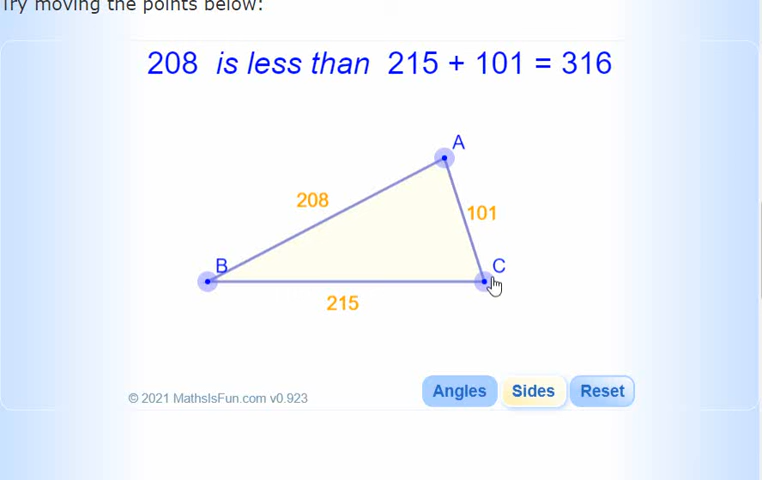 Try moving the points below:
208 is less than 215 + 101 = 316
A
208
101
B
C
215
© 2021 MathsIsFun.com v0.923
Angles Sides Reset